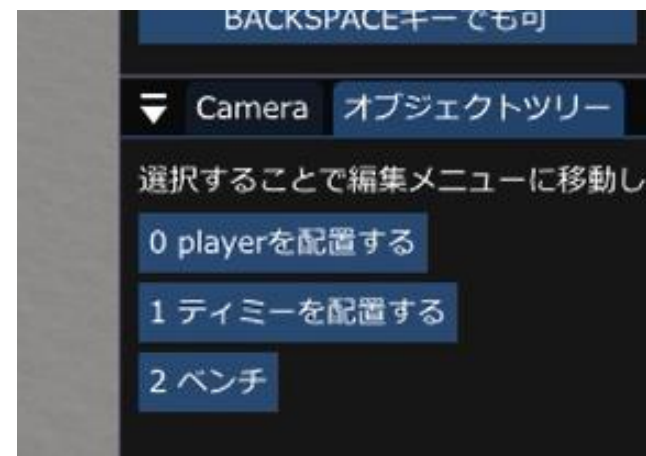 BACKSPACEキーでも可
Camera オブジェクトツリー
選択することで編集メニューに移動し
0 playerを配置する
1 ティミーを配置する
2 ベンチ